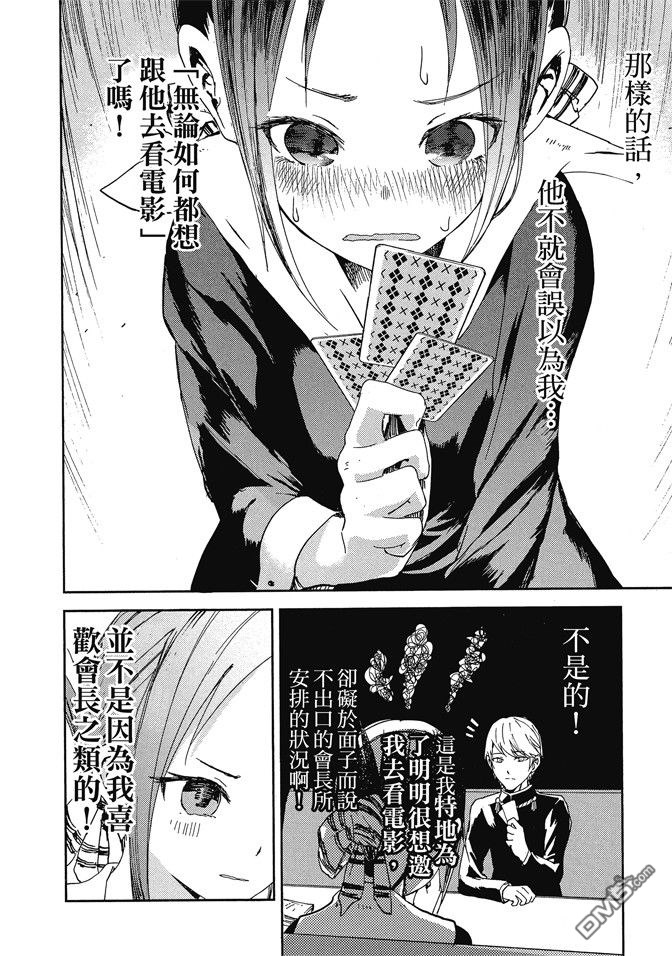 那樣的話，
他不就會誤以為我…
「無論如何都想
跟他去看電影」
了嗎！
不是的！
這是我特地為
了明明很想邀
我去看電影，
卻礙於面子而說
不出口的會長所
安排的狀況啊！
並不是因為我喜
歡會長之類的！
DM5.COM